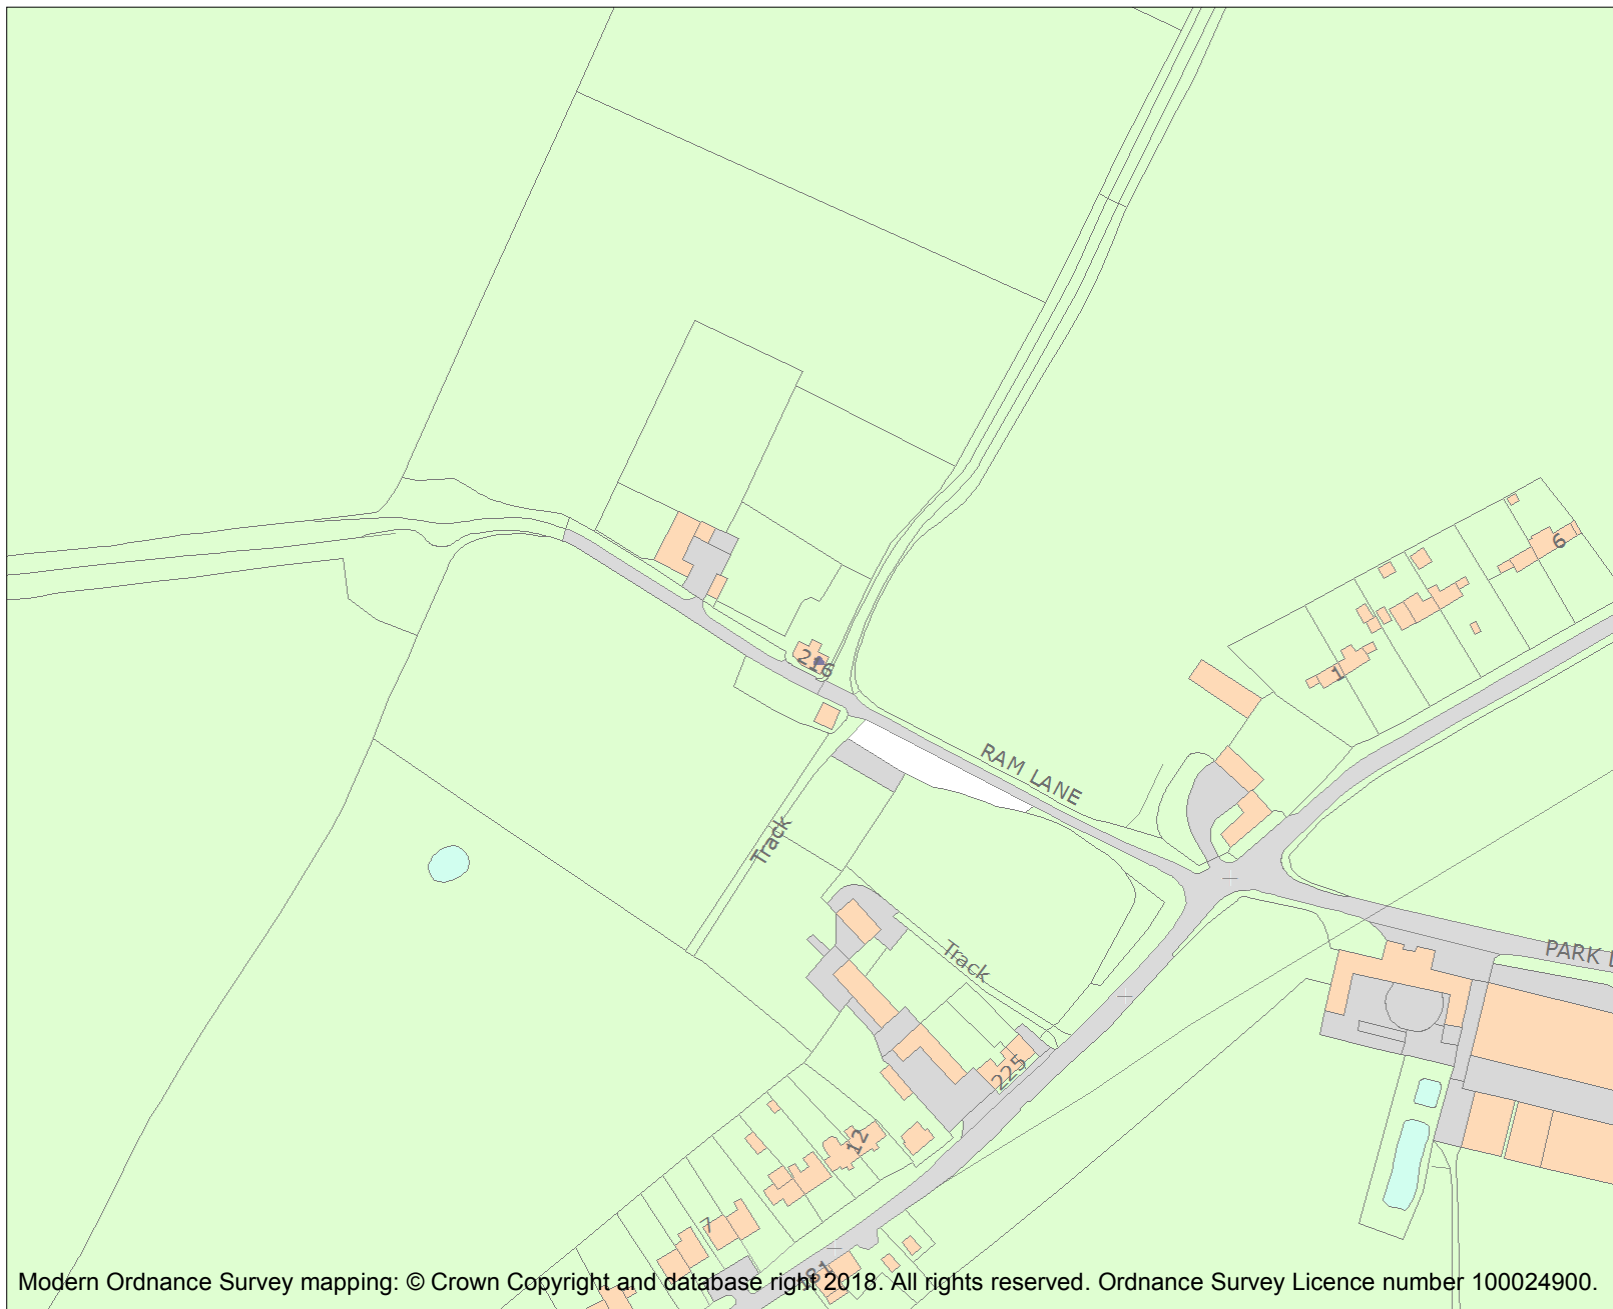 6
216
1
RAM LANE
Track
Track
PARK L
225
12
7
181
Modern Ordnance Survey mapping: © Crown Copyright and database right 2018. All rights reserved. Ordnance Survey Licence number 100024900.